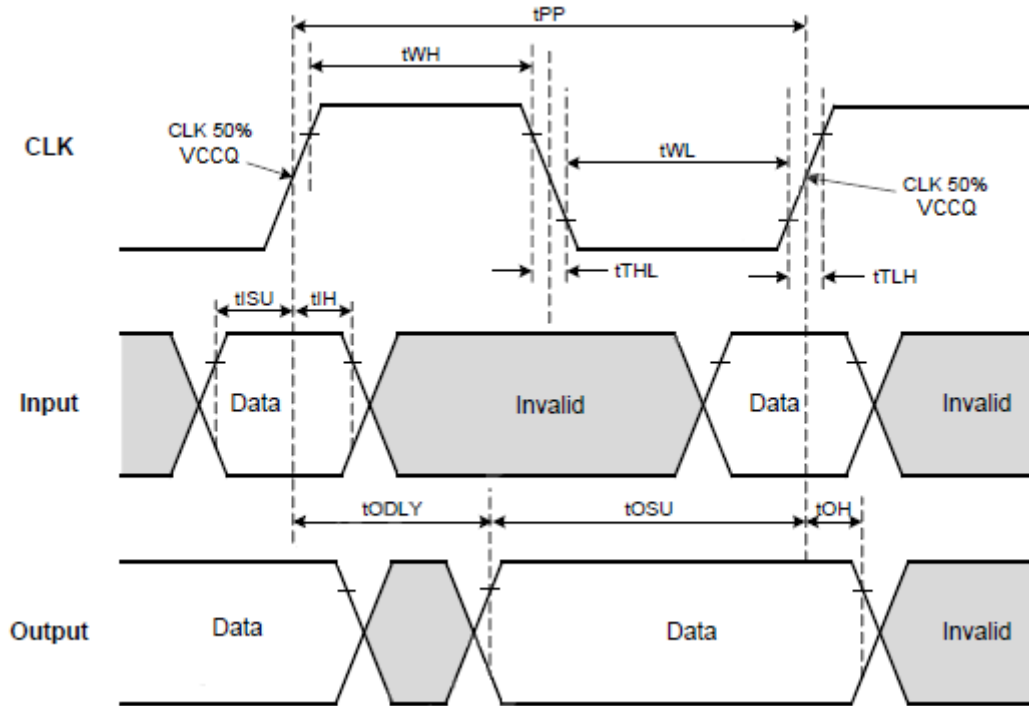 tPP
tWH
CLK
CLK 50%
VCCQ
tWL
CLK 50%
VCCQ
tTHL
tTLH
tISU
tIH
Input
Data
Invalid
Data
Invalid
tODLY
tOSU
tOH
Output
Data
Data
Invalid